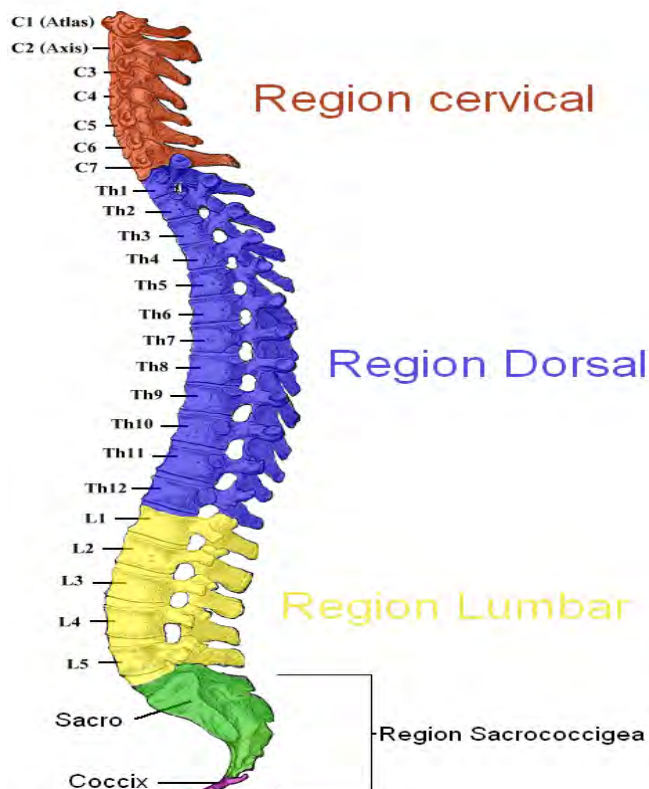 C1 (Atlas)
C2 (Axis)
C3
Region cervical
C4
C5
C6
C7
Th1
Th2
Th3
Th4
Th5
Th6
Th7
Region Dorsal
Th8
Th9
Th10
Th11
Th12
L1
L2
L3
Region Lumbar
L4
L5
Sacro
Region Sacrococcigea
Coccix